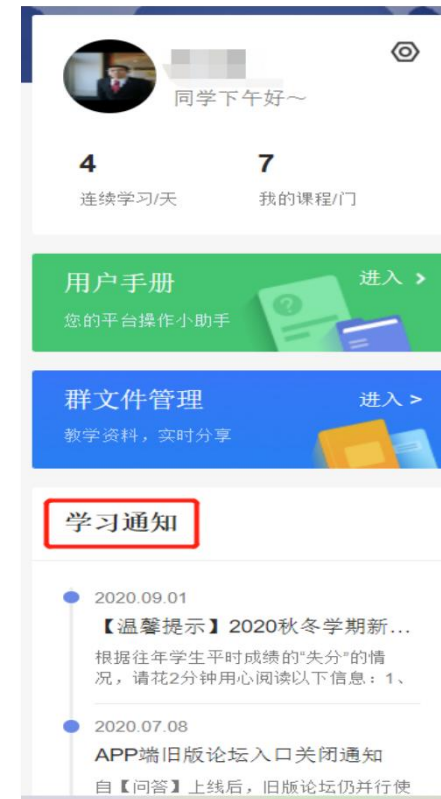 同学下午好～
4
7
连续学习/天
我的课程/门
用户手册
进入 >
您的平台操作小助手
群文件管理
进入 >
教学资料，实时分享
学习通知
2020.09.01
【温馨提示】2020秋冬学期新...
根据往年学生平时成绩的“失分”的情
况，请花2分钟用心阅读以下信息：1、
2020.07.08
APP端旧版论坛入口关闭通知
自【问答】上线后，旧版论坛仍并行使